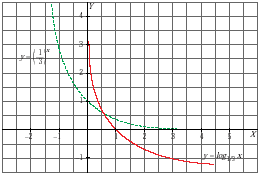 Y
4
3
y = (1/3)^x
2
1
-2 -1 0 1 2 3 4 5 X
-1
y = log_{1/3} x